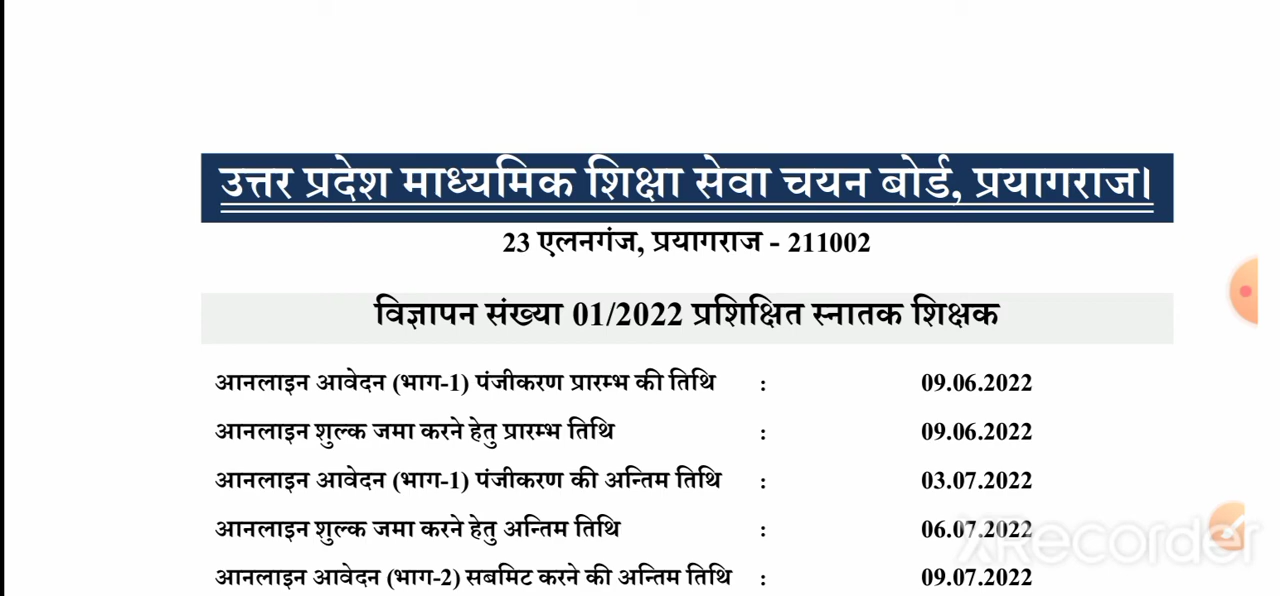 उत्तर प्रदेश माध्यमिक शिक्षा सेवा चयन बोर्ड, प्रयागराज।
23 एलनगंज, प्रयागराज - 211002
विज्ञापन संख्या 01/2022 प्रशिक्षित स्नातक शिक्षक
आनलाइन आवेदन (भाग-1) पंजीकरण प्रारम्भ की तिथि : 09.06.2022
आनलाइन शुल्क जमा करने हेतु प्रारम्भ तिथि : 09.06.2022
आनलाइन आवेदन (भाग-1) पंजीकरण की अन्तिम तिथि : 03.07.2022
आनलाइन शुल्क जमा करने हेतु अन्तिम तिथि : 06.07.2022
XRecorder
आनलाइन आवेदन (भाग-2) सबमिट करने की अन्तिम तिथि : 09.07.2022